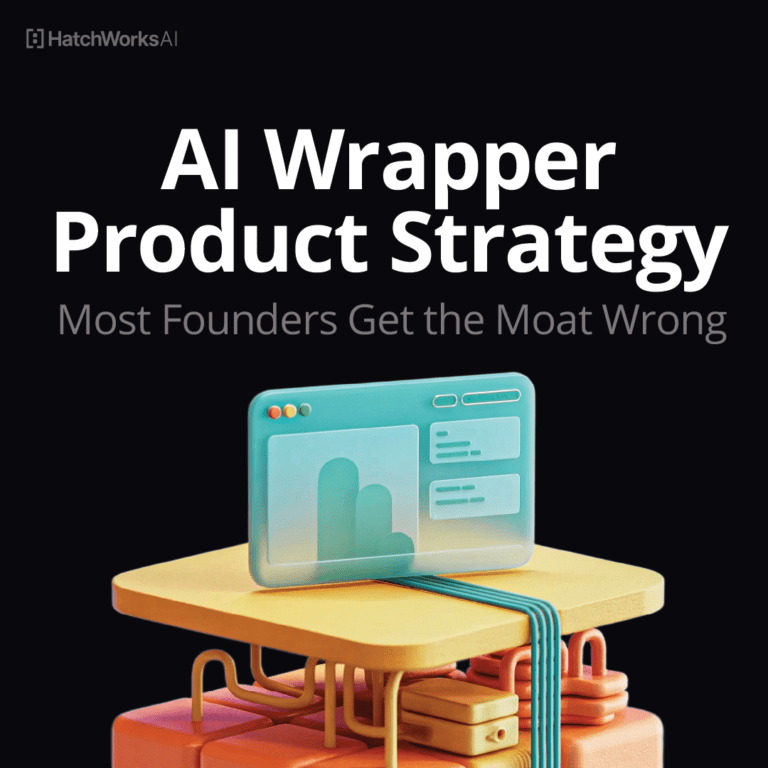 HatchWorksAI
AI Wrapper
Product Strategy
Most Founders Get the Moat Wrong